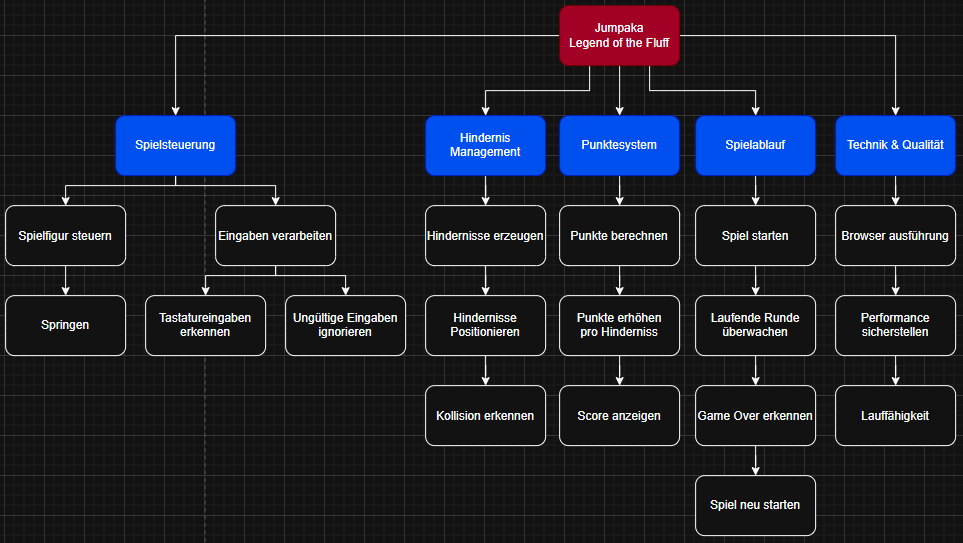 Jumpaka
Legend of the Fluff
Spielsteuerung
Hindernis
Management
Punktesystem
Spielablauf
Technik & Qualität
Spielfigur steuern
Eingaben verarbeiten
Hindernisse erzeugen
Punkte berechnen
Spiel starten
Browser ausführung
Springen
Tastatureingaben
erkennen
Ungültige Eingaben
ignorieren
Hindernisse
Positionieren
Punkte erhöhen
pro Hinderniss
Laufende Runde
überwachen
Performance
sicherstellen
Kollision erkennen
Score anzeigen
Game Over erkennen
Lauffähigkeit
Spiel neu starten